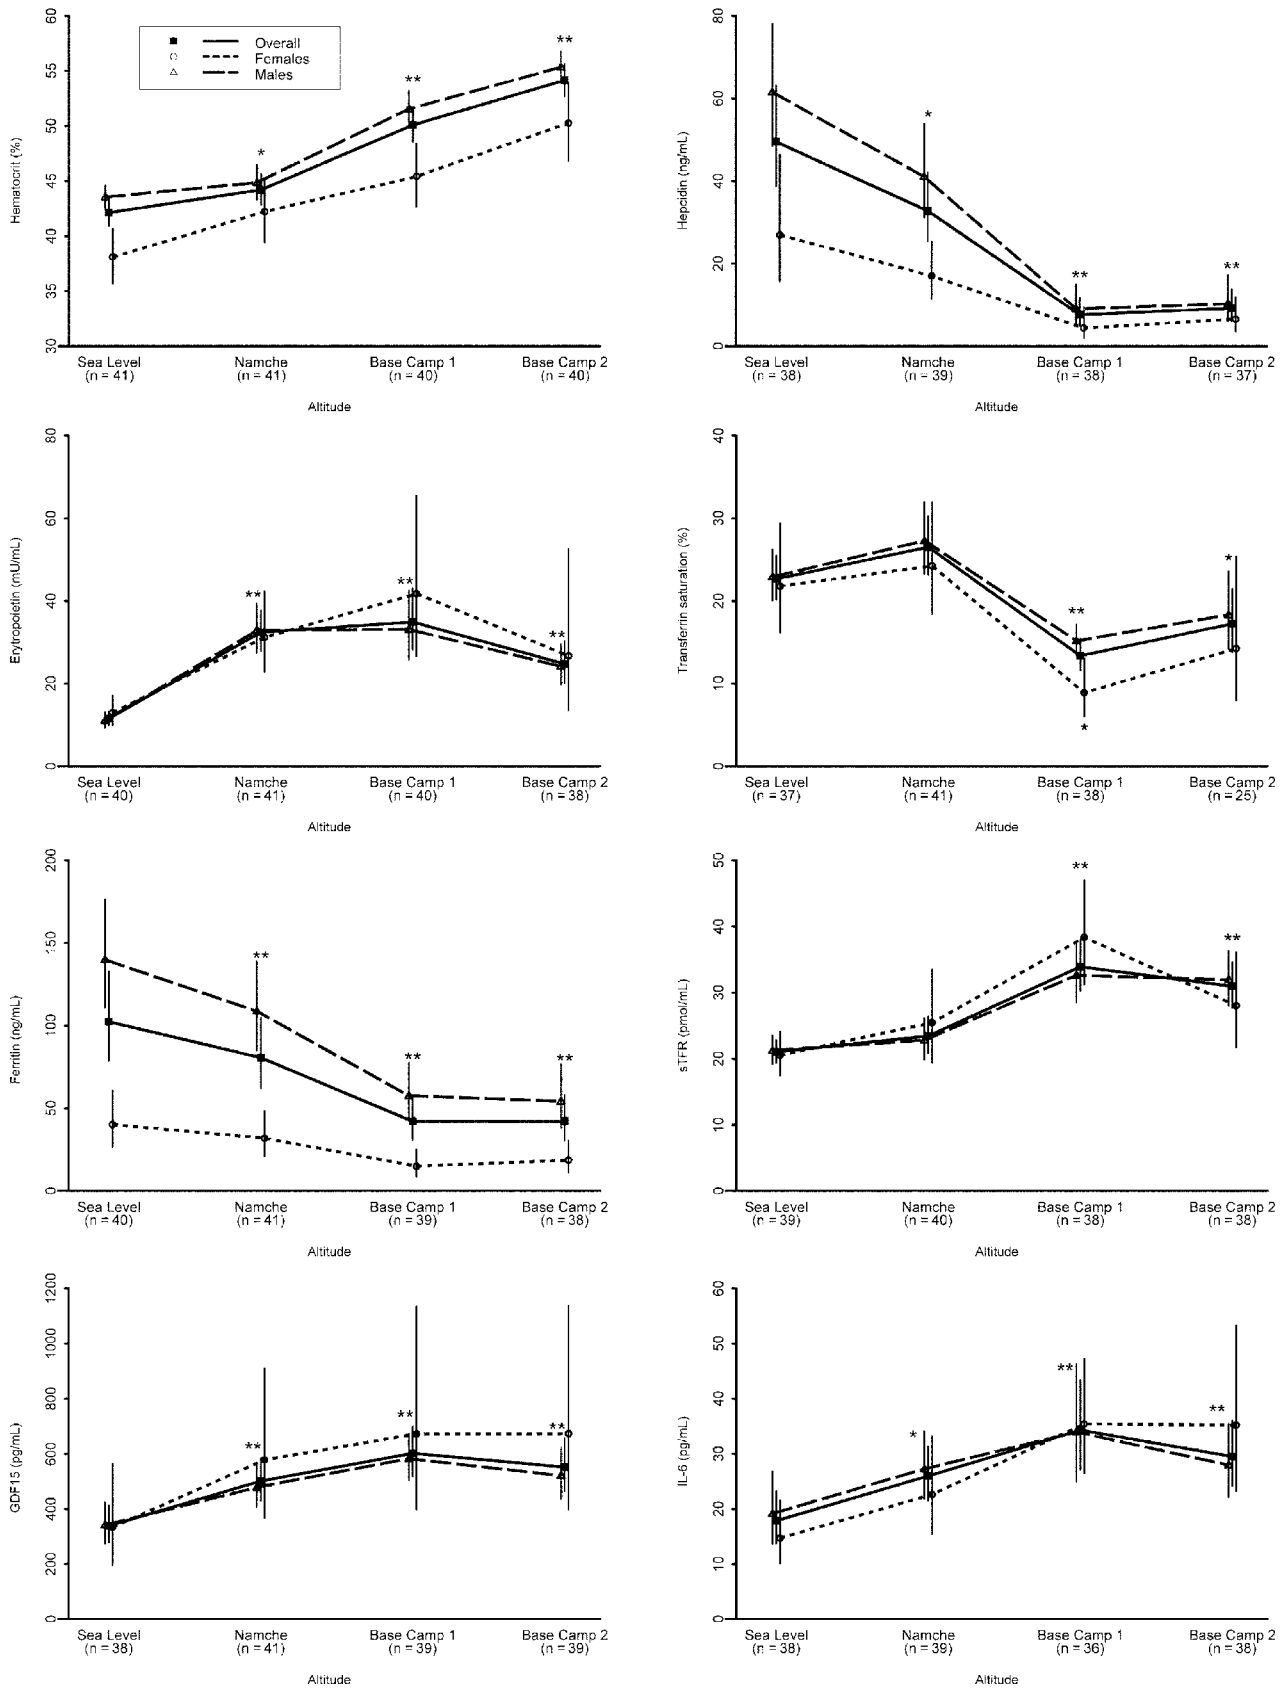 Hematocrit (%)
60
55
50
45
40
35
30
Overall
Females
Males
*
**
**
Sea Level Namche Base Camp 1 Base Camp 2
(n = 41) (n = 41) (n = 40) (n = 40)
Altitude
Hepcidin (ng/mL)
80
60
40
20
0
*
**
**
Sea Level Namche Base Camp 1 Base Camp 2
(n = 38) (n = 39) (n = 38) (n = 37)
Altitude
Erytropoietin (mU/mL)
80
60
40
20
0
**
**
**
Sea Level Namche Base Camp 1 Base Camp 2
(n = 40) (n = 41) (n = 40) (n = 38)
Altitude
Transferrin saturation (%)
40
30
20
10
0
**
*
*
Sea Level Namche Base Camp 1 Base Camp 2
(n = 37) (n = 41) (n = 38) (n = 25)
Altitude
Ferritin (ng/mL)
200
150
100
50
0
**
**
**
Sea Level Namche Base Camp 1 Base Camp 2
(n = 40) (n = 41) (n = 39) (n = 38)
Altitude
sTFR (pmol/mL)
50
40
30
20
10
0
**
**
Sea Level Namche Base Camp 1 Base Camp 2
(n = 39) (n = 40) (n = 38) (n = 38)
Altitude
GDF15 (pg/mL)
1200
1000
800
600
400
200
0
**
**
**
Sea Level Namche Base Camp 1 Base Camp 2
(n = 38) (n = 41) (n = 39) (n = 39)
Altitude
IL-6 (pg/mL)
60
50
40
30
20
10
0
*
**
**
Sea Level Namche Base Camp 1 Base Camp 2
(n = 38) (n = 39) (n = 36) (n = 38)
Altitude